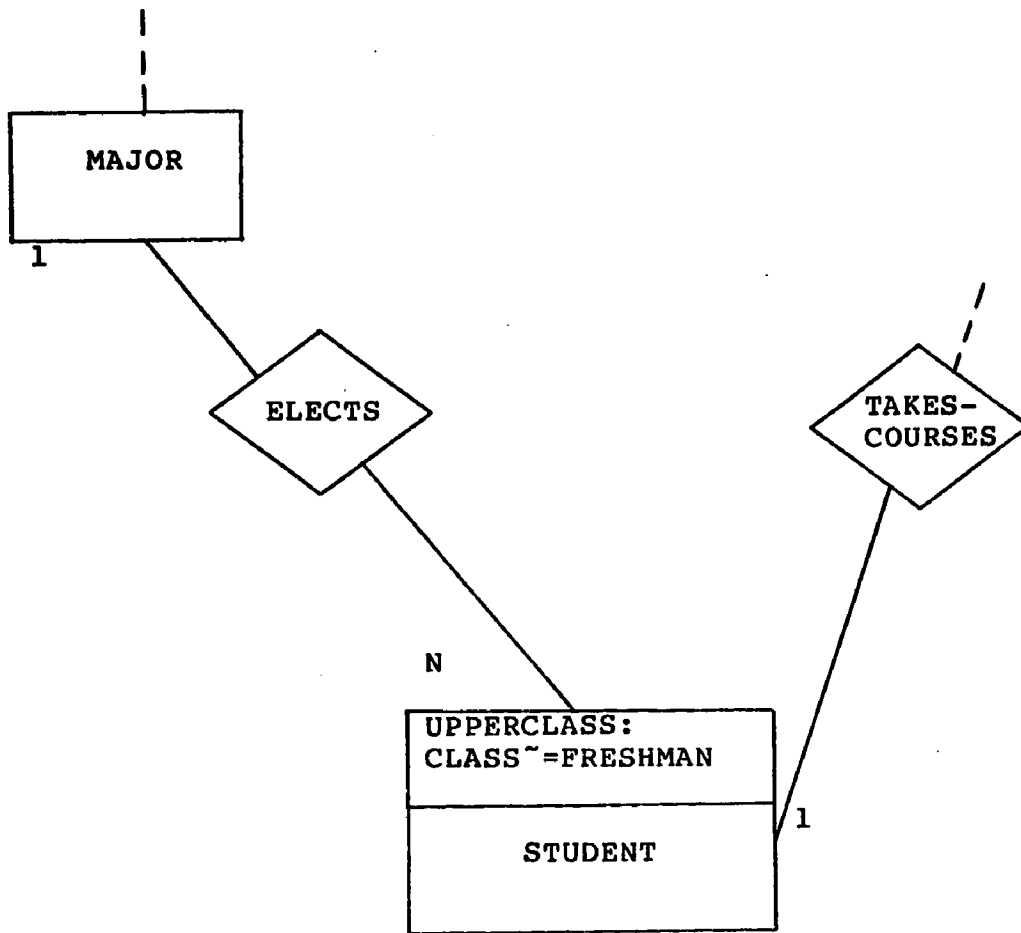 MAJOR
1
ELECTS
TAKES-
COURSES
N
UPPERCLASS:
CLASS~=FRESHMAN
1
STUDENT